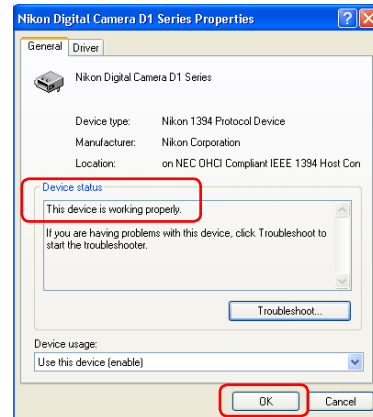 Nikon Digital Camera D1 Series Properties
General Driver
Nikon Digital Camera D1 Series
Device type: Nikon 1394 Protocol Device
Manufacturer: Nikon Corporation
Location: on NEC OHCI Compliant IEEE 1394 Host Con
Device status
This device is working properly.
If you are having problems with this device, click Troubleshoot to
start the troubleshooter.
Troubleshoot...
Device usage:
Use this device (enable)
OK Cancel